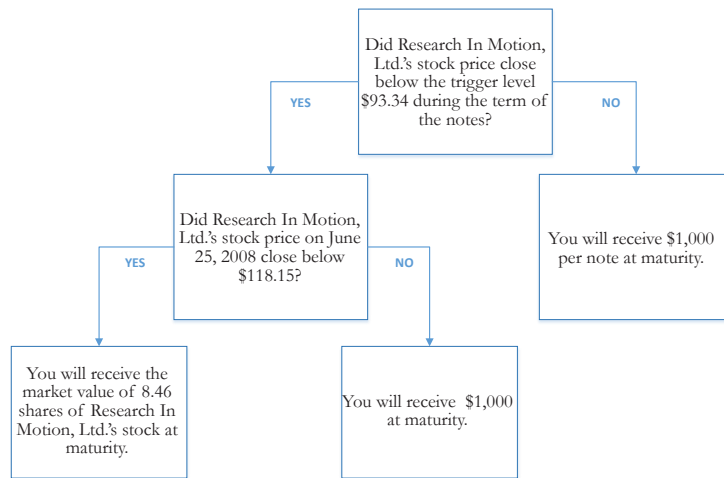 Did Research In Motion,
Ltd.'s stock price close
below the trigger level
$93.34 during the term of
the notes?
YES
NO
Did Research In Motion,
Ltd.'s stock price on June
25, 2008 close below
$118.15?
You will receive $1,000
per note at maturity.
YES
NO
You will receive the
market value of 8.46
shares of Research In
Motion, Ltd.'s stock at
maturity.
You will receive $1,000
at maturity.